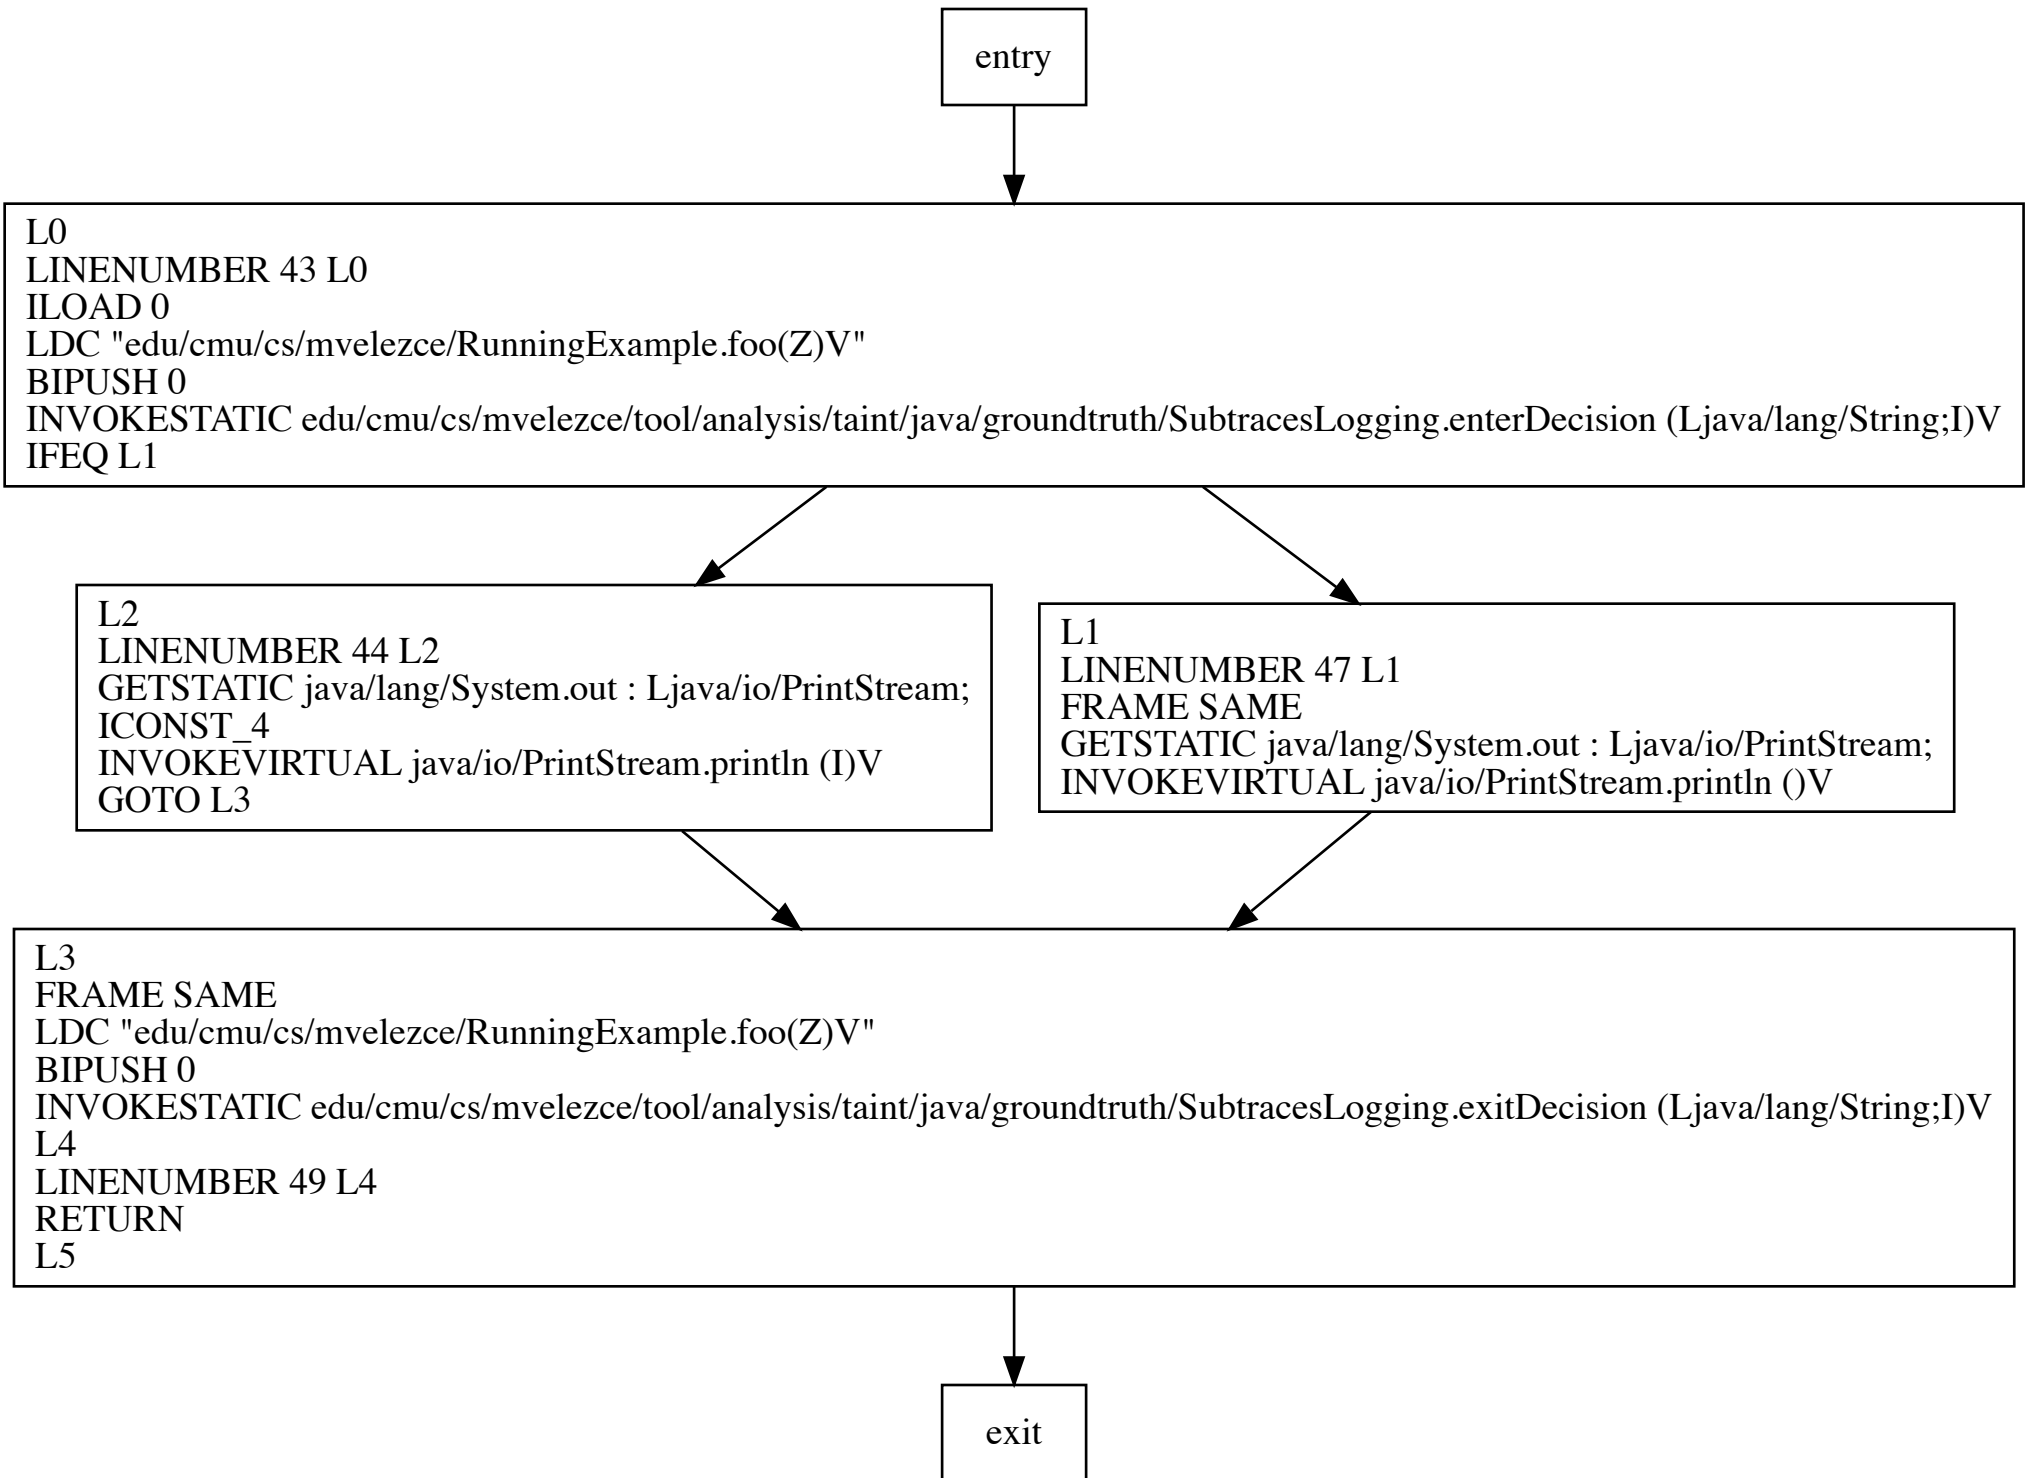 entry
L0
LINENUMBER 43 L0
ILOAD 0
LDC "edu/cmu/cs/mvelezce/RunningExample.foo(Z)V"
BIPUSH 0
INVOKESTATIC edu/cmu/cs/mvelezce/tool/analysis/taint/java/groundtruth/SubtracesLogging.enterDecision (Ljava/lang/String;I)V
IFEQ L1
L2
LINENUMBER 44 L2
GETSTATIC java/lang/System.out : Ljava/io/PrintStream;
ICONST_4
INVOKEVIRTUAL java/io/PrintStream.println (I)V
GOTO L3
L1
LINENUMBER 47 L1
FRAME SAME
GETSTATIC java/lang/System.out : Ljava/io/PrintStream;
INVOKEVIRTUAL java/io/PrintStream.println ()V
L3
FRAME SAME
LDC "edu/cmu/cs/mvelezce/RunningExample.foo(Z)V"
BIPUSH 0
INVOKESTATIC edu/cmu/cs/mvelezce/tool/analysis/taint/java/groundtruth/SubtracesLogging.exitDecision (Ljava/lang/String;I)V
L4
LINENUMBER 49 L4
RETURN
L5
exit